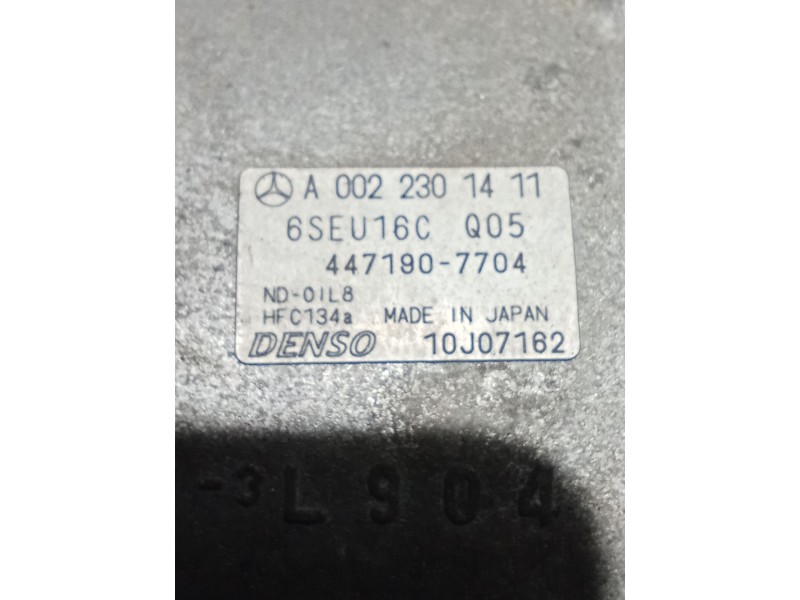 A 002 230 14 11
6SEU16C Q05
447190-7704
ND-OIL8
HFC134a MADE IN JAPAN
DENSO 10J07162
-3L904